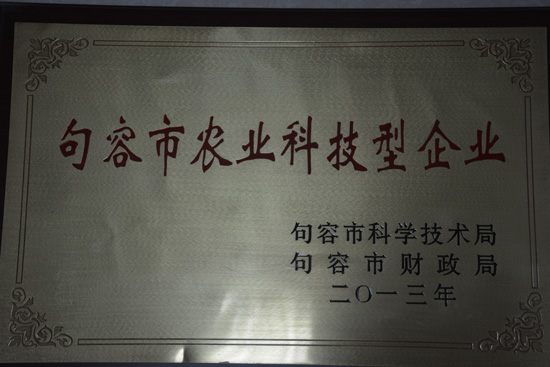 句容市农业科技型企业
句容市科学技术局
句容市财政局
二〇一三年